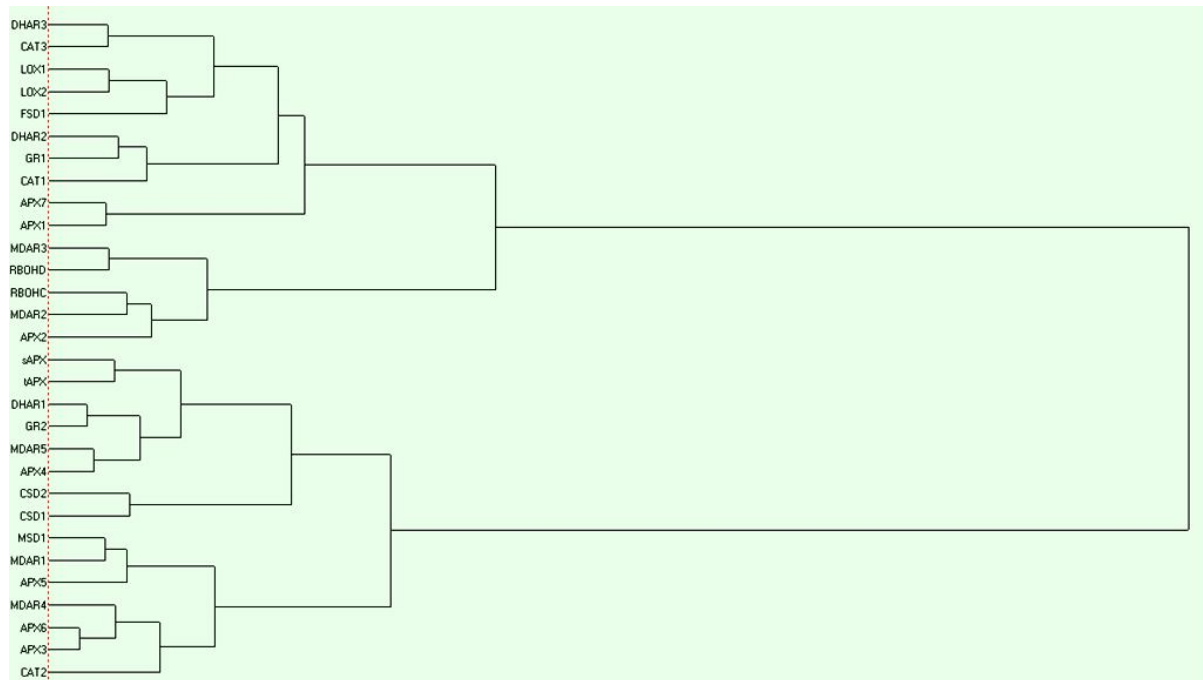 DHAR3
CAT3
LOX1
LOX2
FSD1
DHAR2
GR1
CAT1
APX7
APX1
MDAR3
RBOHD
RBOHC
MDAR2
APX2
sAPX
tAPX
DHAR1
GR2
MDAR5
APX4
CSD2
CSD1
MSD1
MDAR1
APX5
MDAR4
APX6
APX3
CAT2